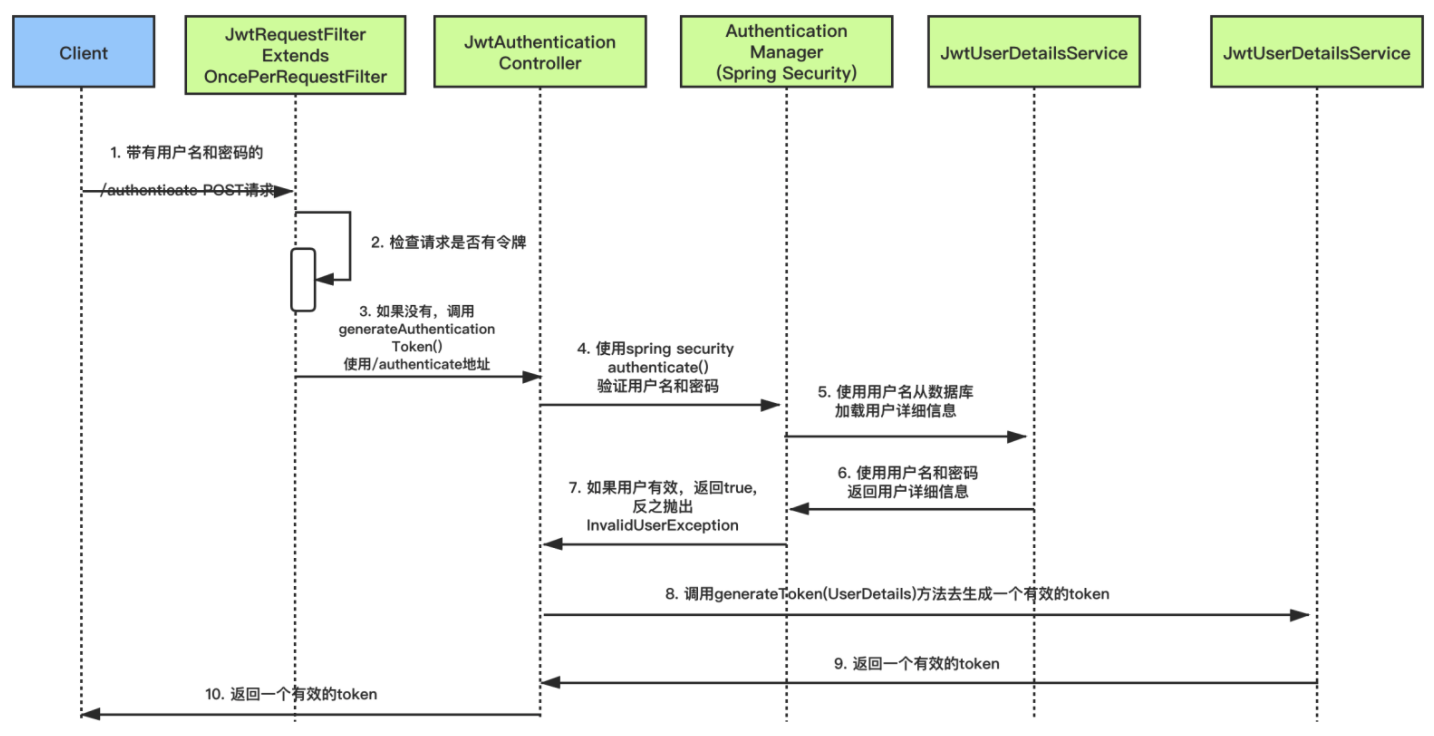 Client
JwtRequestFilter
Extends
OncePerRequestFilter
JwtAuthentication
Controller
Authentication
Manager
(Spring Security)
JwtUserDetailsService
JwtUserDetailsService
1. 带有用户名和密码的
/authenticate POST请求
2. 检查请求是否有令牌
3. 如果没有，调用
generateAuthentication
Token()
使用/authenticate地址
4. 使用spring security
authenticate()
验证用户名和密码
5. 使用用户名从数据库
加载用户详细信息
6. 使用用户名和密码
返回用户详细信息
7. 如果用户有效，返回true,
反之抛出
InvalidUserException
8. 调用generateToken(UserDetails)方法去生成一个有效的token
9. 返回一个有效的token
10. 返回一个有效的token